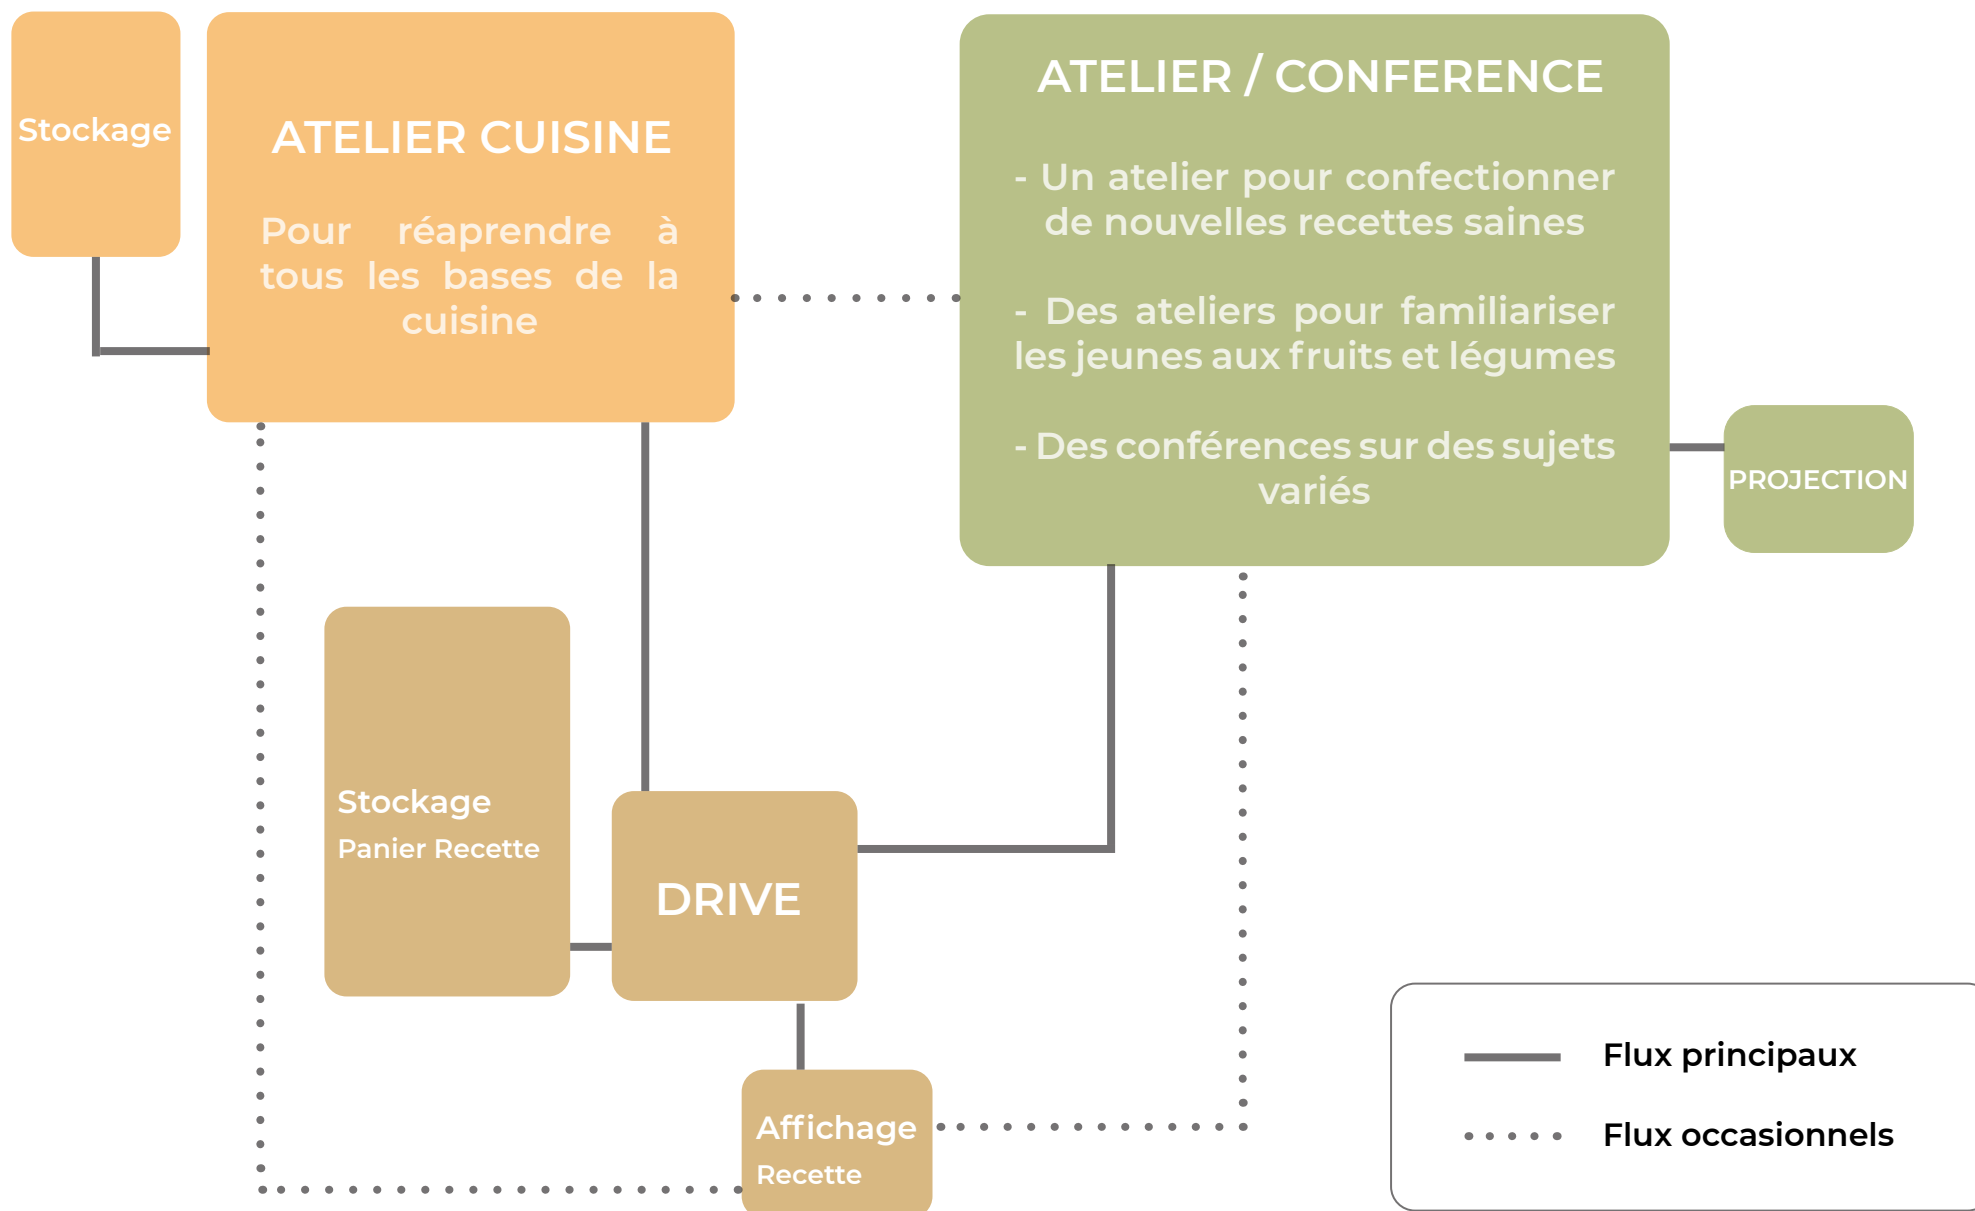 Stockage
ATELIER CUISINE
Pour réaprendre à
tous les bases de la
cuisine
ATELIER / CONFERENCE
- Un atelier pour confectionner
de nouvelles recettes saines
- Des ateliers pour familiariser
les jeunes aux fruits et légumes
- Des conférences sur des sujets
variés
PROJECTION
Stockage
Panier Recette
DRIVE
Affichage
Recette
Flux principaux
Flux occasionnels